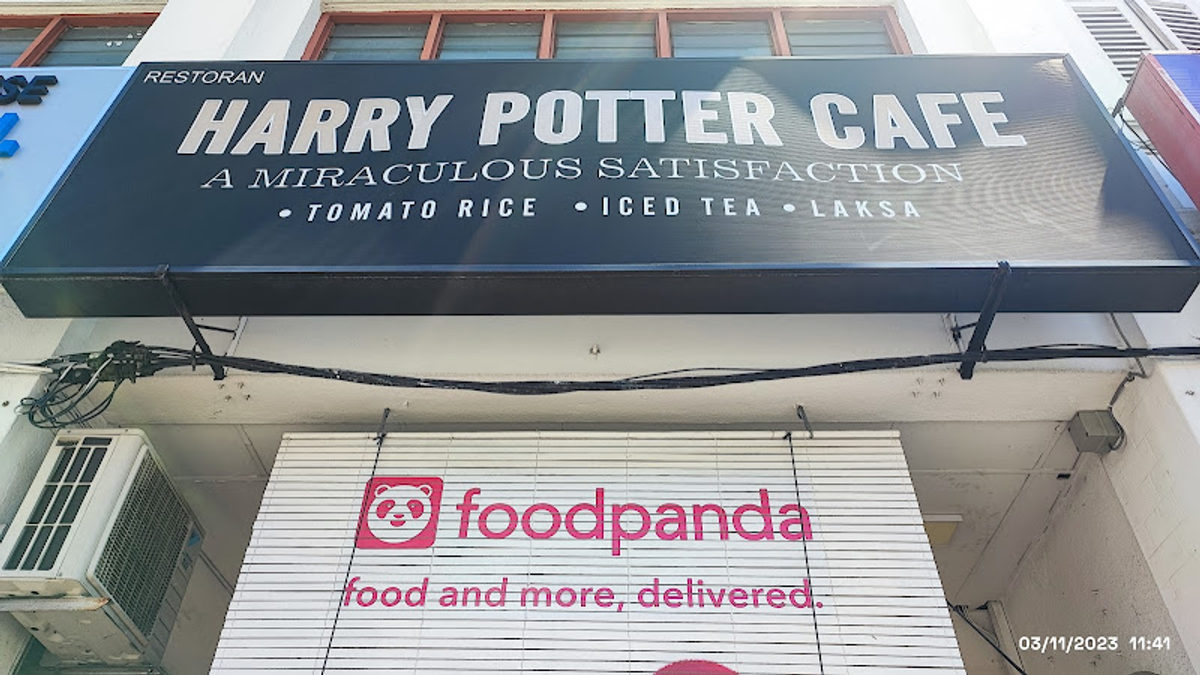 RESTORAN
HARRY POTTER CAFE
A MIRACULOUS SATISFACTION
• TOMATO RICE • ICED TEA • LAKSA
foodpanda
food and more, delivered.
03/11/2023 11:41